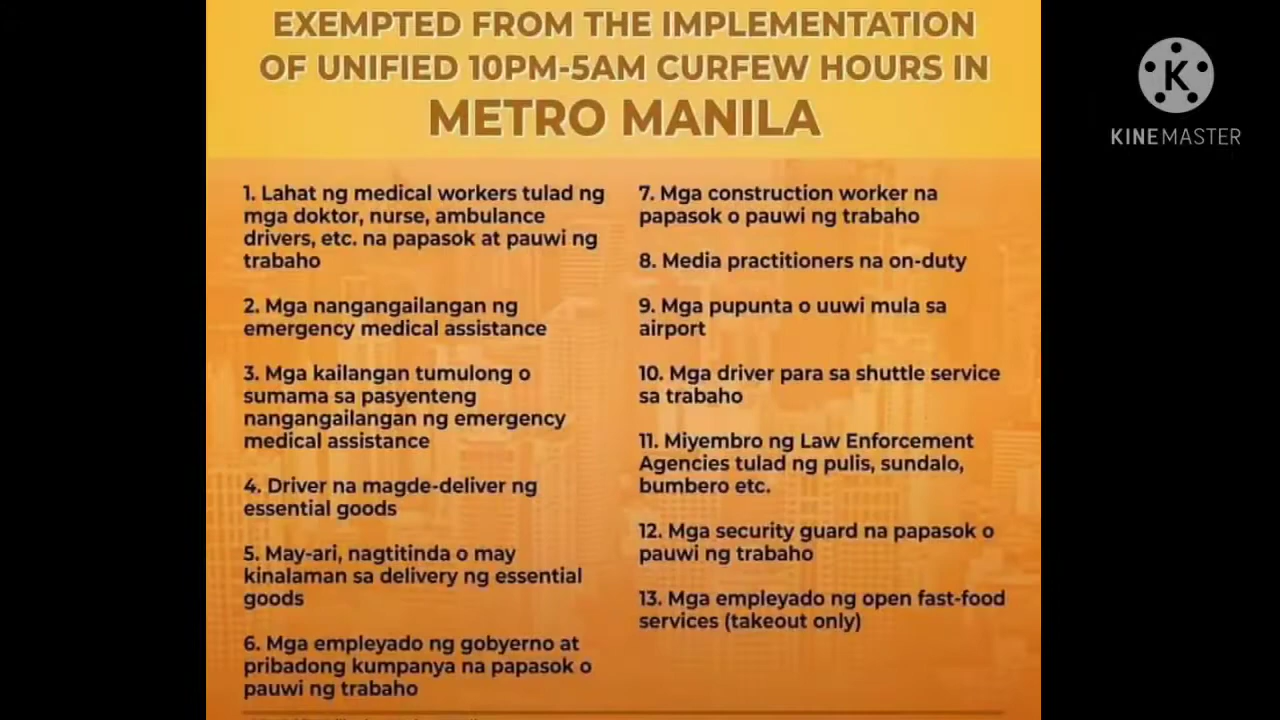 EXEMPTED FROM THE IMPLEMENTATION
OF UNIFIED 10PM-5AM CURFEW HOURS IN
METRO MANILA
1. Lahat ng medical workers tulad ng
mga doktor, nurse, ambulance
drivers, etc. na papasok at pauwi ng
trabaho
2. Mga nangangailangan ng
emergency medical assistance
3. Mga kailangan tumulong o
sumama sa pasyenteng
nangangailangan ng emergency
medical assistance
4. Driver na magde-deliver ng
essential goods
5. May-ari, nagtitinda o may
kinalaman sa delivery ng essential
goods
6. Mga empleyado ng gobyerno at
pribadong kumpanya na papasok o
pauwi ng trabaho
7. Mga construction worker na
papasok o pauwi ng trabaho
8. Media practitioners na on-duty
9. Mga pupunta o uuwi mula sa
airport
10. Mga driver para sa shuttle service
sa trabaho
11. Miyembro ng Law Enforcement
Agencies tulad ng pulis, sundalo,
bumbero etc.
12. Mga security guard na papasok o
pauwi ng trabaho
13. Mga empleyado ng open fast-food
services (takeout only)
K
KINEMASTER